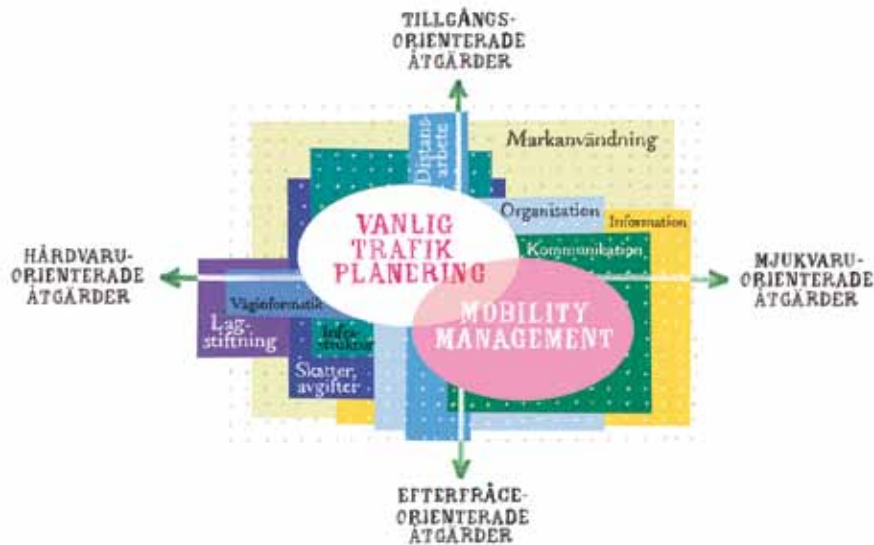 TILLGÅNGS-
ORIENTERADE
ÅTGÄRDER
Markanvändning
Distans-
arbete
Organisation
Information
VANLIG
TRAFIK
PLANERING
Kommunikation
HÅRDVARU-
ORIENTERADE
ÅTGÄRDER
MJUKVARU-
ORIENTERADE
ÅTGÄRDER
Väginformatik
MOBILITY
MANAGEMENT
Lag-
stiftning
Infra-
struktur
Skatter,
avgifter
EFTERFRÅGE-
ORIENTERADE
ÅTGÄRDER